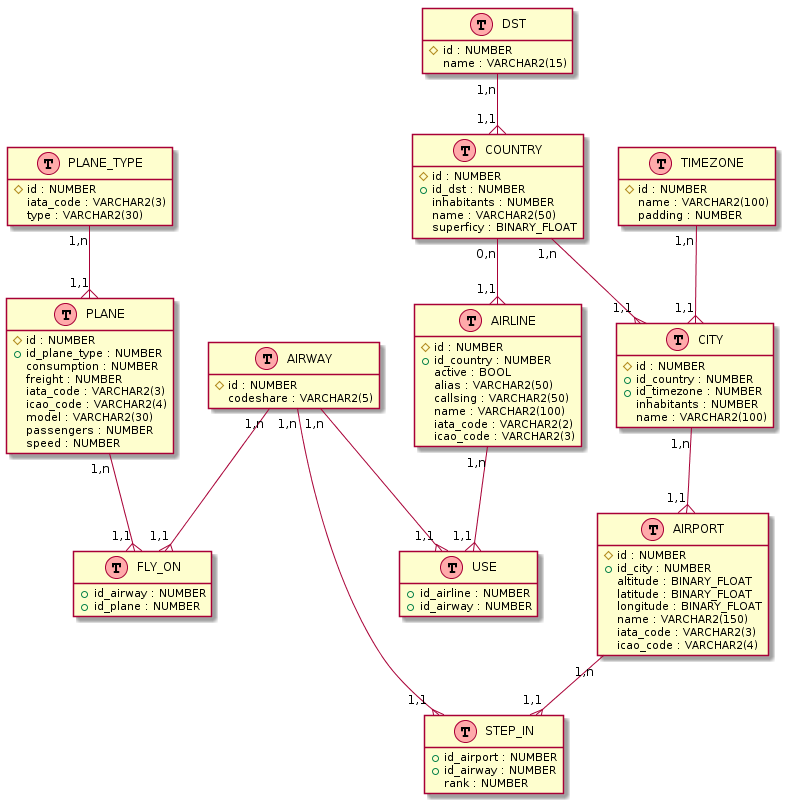 T DST
id : NUMBER
name : VARCHAR2(15)
1,n
1,1
T COUNTRY
id : NUMBER
id_dst : NUMBER
inhabitants : NUMBER
name : VARCHAR2(50)
superficy : BINARY_FLOAT
T PLANE_TYPE
id : NUMBER
iata_code : VARCHAR2(3)
type : VARCHAR2(30)
T TIMEZONE
id : NUMBER
name : VARCHAR2(100)
padding : NUMBER
1,n
0,n
1,n
1,n
1,1
1,1
1,1
1,1
T PLANE
id : NUMBER
id_plane_type : NUMBER
consumption : NUMBER
freight : NUMBER
iata_code : VARCHAR2(3)
icao_code : VARCHAR2(4)
model : VARCHAR2(30)
passengers : NUMBER
speed : NUMBER
T AIRWAY
id : NUMBER
codeshare : VARCHAR2(5)
T AIRLINE
id : NUMBER
id_country : NUMBER
active : BOOL
alias : VARCHAR2(50)
callsing : VARCHAR2(50)
name : VARCHAR2(100)
iata_code : VARCHAR2(2)
icao_code : VARCHAR2(3)
T CITY
id : NUMBER
id_country : NUMBER
id_timezone : NUMBER
inhabitants : NUMBER
name : VARCHAR2(100)
1,n
1,n
1,n
1,n
1,n
1,n
1,1
1,1
1,1
1,1
1,1
T FLY_ON
id_airway : NUMBER
id_plane : NUMBER
T USE
id_airline : NUMBER
id_airway : NUMBER
T AIRPORT
id : NUMBER
id_city : NUMBER
altitude : BINARY_FLOAT
latitude : BINARY_FLOAT
longitude : BINARY_FLOAT
name : VARCHAR2(150)
iata_code : VARCHAR2(3)
icao_code : VARCHAR2(4)
1,n
1,1
1,1
T STEP_IN
id_airport : NUMBER
id_airway : NUMBER
rank : NUMBER